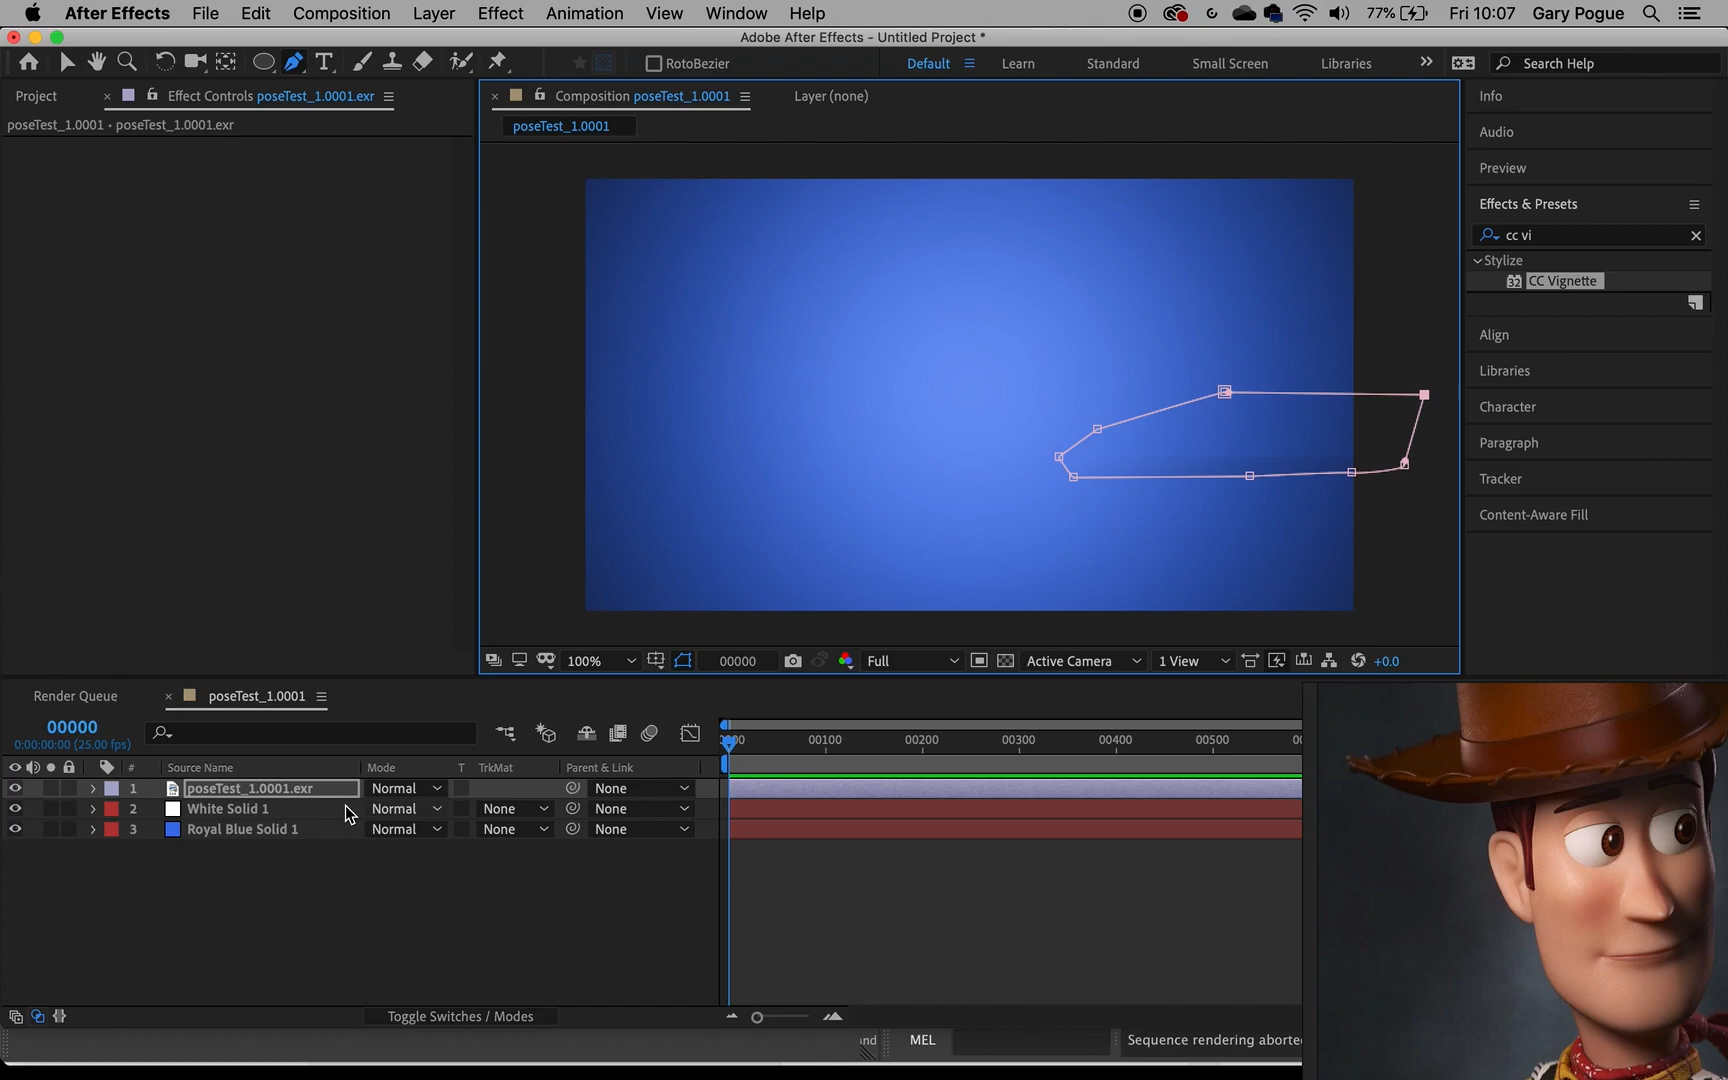 After Effects File Edit Composition Layer Effect Animation View Window Help 77% Fri 10:07 Gary Pogue
Adobe After Effects - Untitled Project *
RotoBezier Default Learn Standard Small Screen Libraries Search Help
Project Effect Controls poseTest_1.0001.exr
poseTest_1.0001 • poseTest_1.0001.exr
Composition poseTest_1.0001 Layer (none)
poseTest_1.0001
Info
Audio
Preview
Effects & Presets
cc vi
Stylize
32 CC Vignette
Align
Libraries
Character
Paragraph
Tracker
Content-Aware Fill
100% 00000 Full Active Camera 1 View +0.0
Render Queue poseTest_1.0001
00000
0:00:00:00 (25.00 fps)
00100 00200 00300 00400 00500
# Source Name Mode T TrkMat Parent & Link
1 poseTest_1.0001.exr Normal None
2 White Solid 1 Normal None None
3 Royal Blue Solid 1 Normal None None
Toggle Switches / Modes
MEL Sequence rendering aborte